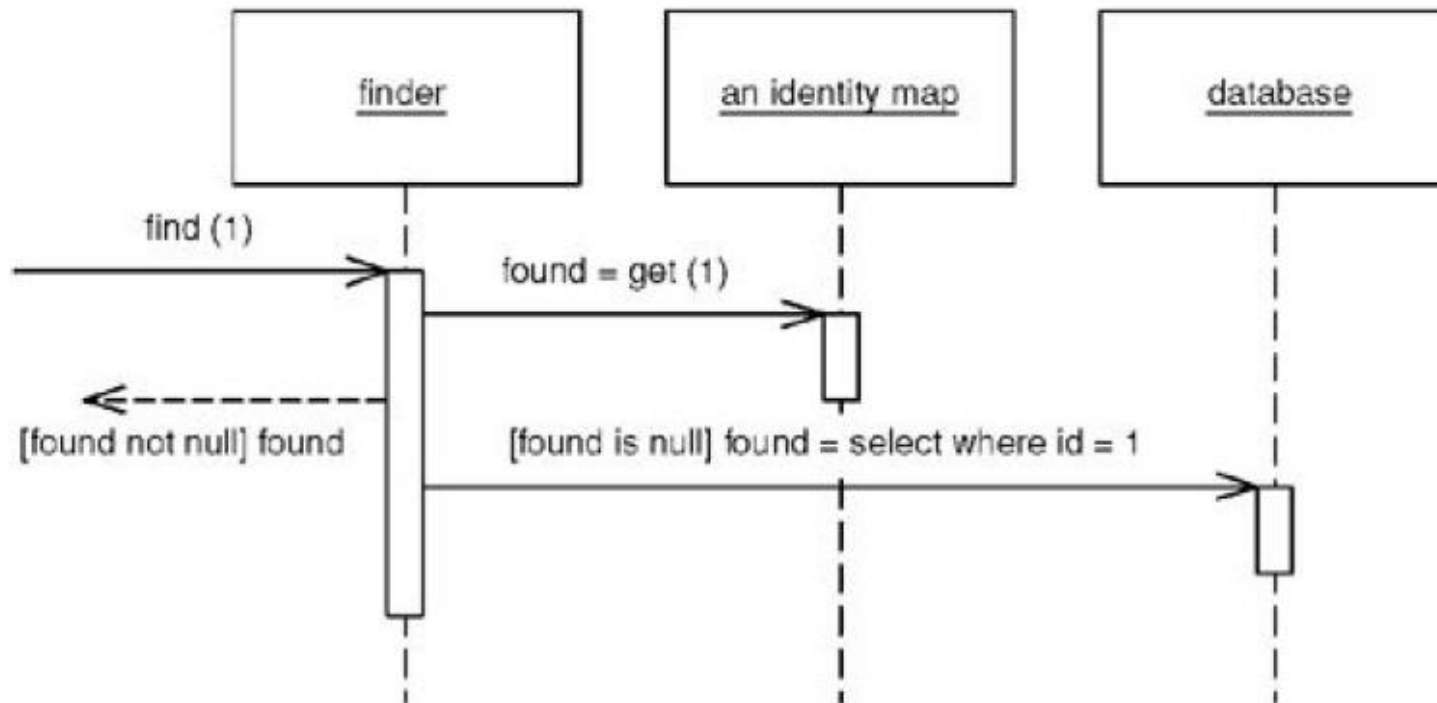 finder
an identity map
database
find (1)
found = get (1)
[found not null] found
[found is null] found = select where id = 1